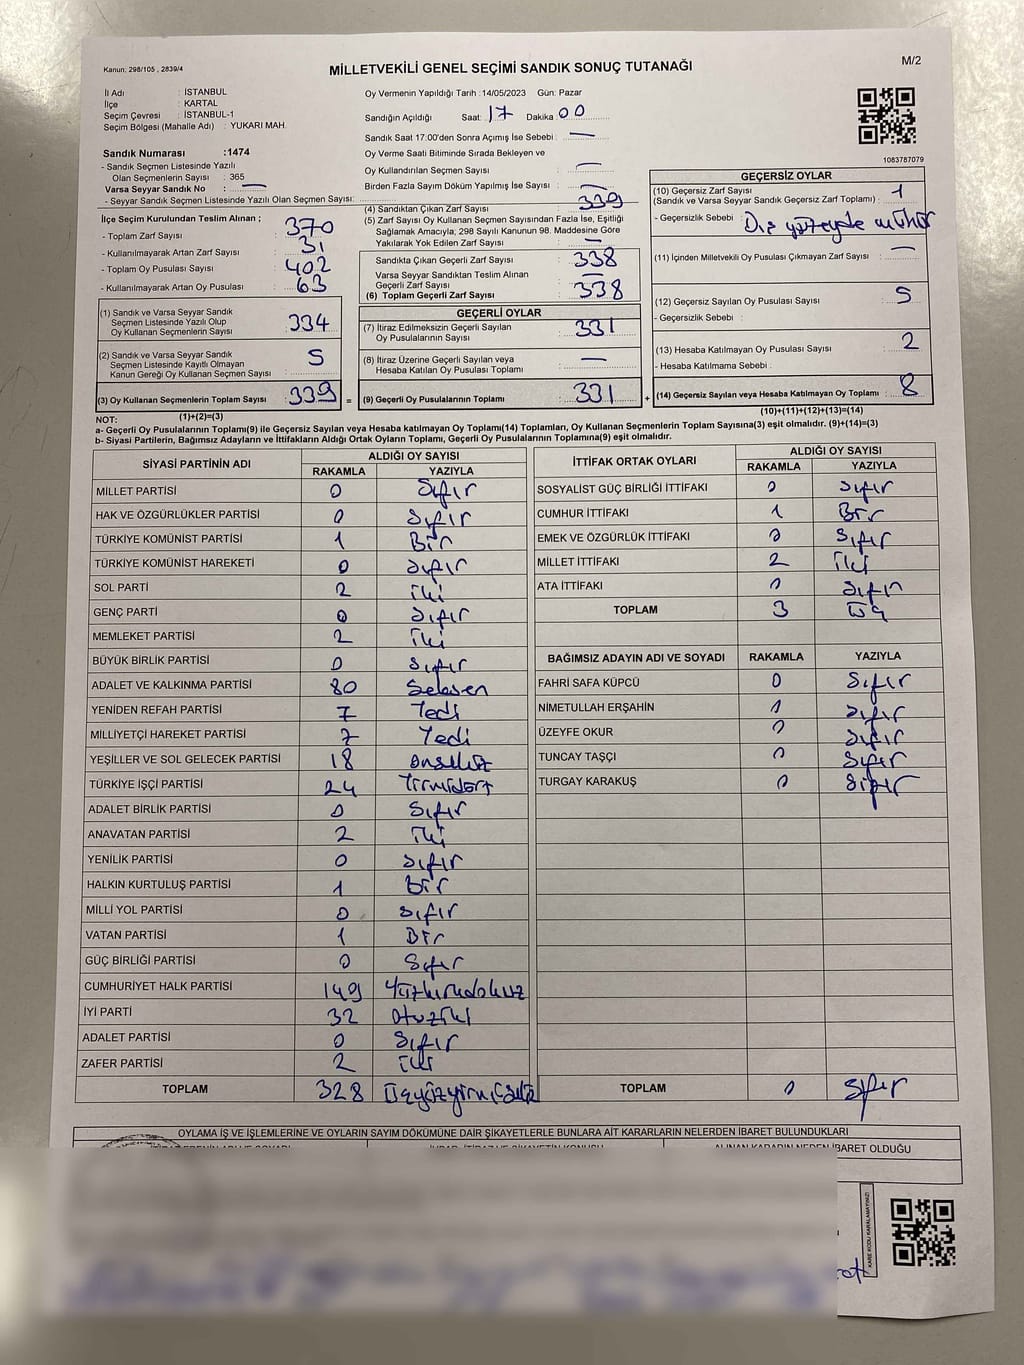 Kanun: 298/105 , 2839/4
MİLLETVEKİLİ GENEL SEÇİMİ SANDIK SONUÇ TUTANAĞI
M/2
İl Adı : İSTANBUL
İlçe : KARTAL
Seçim Çevresi : İSTANBUL-1
Seçim Bölgesi (Mahalle Adı) : YUKARI MAH.
Oy Vermenin Yapıldığı Tarih :14/05/2023 Gün: Pazar
Sandığın Açıldığı Saat: 17 Dakika 00
Sandık Saat 17:00'den Sonra Açımış İse Sebebi : —
Oy Verme Saati Bitiminde Sırada Bekleyen ve
Oy Kullandırılan Seçmen Sayısı : —
Birden Fazla Sayım Döküm Yapılmış İse Sayısı : —
1083787079
Sandık Numarası :1474
- Sandık Seçmen Listesinde Yazılı
Olan Seçmenlerin Sayısı : 365
Varsa Seyyar Sandık No : —
- Seyyar Seçmen Listesinde Yazılı Olan Seçmen Sayısı:
İlçe Seçim Kurulundan Teslim Alınan ;
- Toplam Zarf Sayısı : 370
- Kullanılmayarak Artan Zarf Sayısı : 31
- Toplam Oy Pusulası Sayısı : 402
- Kullanılmayarak Artan Oy Pusulası : 63
(1) Sandık ve Varsa Seyyar Sandık
Seçmen Listesinde Yazılı Olup
Oy Kullanan Seçmenlerin Sayısı : 334
(2) Sandık ve Varsa Seyyar Sandık
Seçmen Listesinde Kayıtlı Olmayan
Kanun Gereği Oy Kullanan Seçmen Sayısı : 5
(3) Oy Kullanan Seçmenlerin Toplam Sayısı : 339 =
(1)+(2)=(3)
(4) Sandıktan Çıkan Zarf Sayısı : 339
(5) Zarf Sayısı Oy Kullanan Seçmen Sayısından Fazla İse, Eşitliği
Sağlamak Amacıyla; 298 Sayılı Kanunun 98. Maddesine Göre
Yakılarak Yok Edilen Zarf Sayısı : —
Sandıkta Çıkan Geçerli Zarf Sayısı : 338
Varsa Seyyar Sandıktan Teslim Alınan
Geçerli Zarf Sayısı : —
(6) Toplam Geçerli Zarf Sayısı : 338
GEÇERLİ OYLAR
(7) İtiraz Edilmeksizin Geçerli Sayılan
Oy Pusulalarının Sayısı : 331
(8) İtiraz Üzerine Geçerli Sayılan veya
Hesaba Katılan Oy Pusulası Toplamı : —
(9) Geçerli Oy Pusulalarının Toplamı : 331 +
GEÇERSİZ OYLAR
(10) Geçersiz Zarf Sayısı
(Sandık ve Varsa Seyyar Sandık Geçersiz Zarf Toplamı) : 1
- Geçersizlik Sebebi : Dış yüzeyde mühür
(11) İçinden Milletvekili Oy Pusulası Çıkmayan Zarf Sayısı : —
(12) Geçersiz Sayılan Oy Pusulası Sayısı : 5
- Geçersizlik Sebebi :
(13) Hesaba Katılmayan Oy Pusulası Sayısı : 2
- Hesaba Katılmama Sebebi :
(14) Geçersiz Sayılan veya Hesaba Katılmayan Oy Toplamı : 8
(10)+(11)+(12)+(13)=(14)
NOT:
a- Geçerli Oy Pusulalarının Toplamı(9) ile Geçersiz Sayılan veya Hesaba katılmayan Oy Toplamı(14) Toplamları, Oy Kullanan Seçmenlerin Toplam Sayısına(3) eşit olmalıdır. (9)+(14)=(3)
b- Siyasi Partilerin, Bağımsız Adayların ve İttifakların Aldığı Ortak Oyların Toplamı, Geçerli Oy Pusulalarının Toplamına(9) eşit olmalıdır.
SİYASİ PARTİNİN ADI
ALDIĞI OY SAYISI
RAKAMLA YAZIYLA
MİLLET PARTİSİ 0 Sıfır
HAK VE ÖZGÜRLÜKLER PARTİSİ 0 Sıfır
TÜRKİYE KOMÜNİST PARTİSİ 1 Bir
TÜRKİYE KOMÜNİST HAREKETİ 0 sıfır
SOL PARTİ 2 iki
GENÇ PARTİ 0 Sıfır
MEMLEKET PARTİSİ 2 iki
BÜYÜK BİRLİK PARTİSİ 0 Sıfır
ADALET VE KALKINMA PARTİSİ 80 Seksen
YENİDEN REFAH PARTİSİ 7 Yedi
MİLLİYETÇİ HAREKET PARTİSİ 7 Yedi
YEŞİLLER VE SOL GELECEK PARTİSİ 18 onsekiz
TÜRKİYE İŞÇİ PARTİSİ 24 Yirmidört
ADALET BİRLİK PARTİSİ 0 Sıfır
ANAVATAN PARTİSİ 2 iki
YENİLİK PARTİSİ 0 Sıfır
HALKIN KURTULUŞ PARTİSİ 1 Bir
MİLLİ YOL PARTİSİ 0 Sıfır
VATAN PARTİSİ 1 Bir
GÜÇ BİRLİĞİ PARTİSİ 0 Sıfır
CUMHURİYET HALK PARTİSİ 149 Yüzkırkdokuz
İYİ PARTİ 32 Otuziki
ADALET PARTİSİ 0 Sıfır
ZAFER PARTİSİ 2 iki
TOPLAM 328 Üçyüzyirmisekiz
İTTİFAK ORTAK OYLARI
ALDIĞI OY SAYISI
RAKAMLA YAZIYLA
SOSYALİST GÜÇ BİRLİĞİ İTTİFAKI 0 Sıfır
CUMHUR İTTİFAKI 1 Bir
EMEK VE ÖZGÜRLÜK İTTİFAKI 0 Sıfır
MİLLET İTTİFAKI 2 iki
ATA İTTİFAKI 0 Sıfır
TOPLAM 3 Üç
BAĞIMSIZ ADAYIN ADI VE SOYADI RAKAMLA YAZIYLA
FAHRİ SAFA KÜPCÜ 0 Sıfır
NİMETULLAH ERŞAHİN 0 Sıfır
ÜZEYFE OKUR 0 Sıfır
TUNCAY TAŞÇI 0 Sıfır
TURGAY KARAKUŞ 0 Sıfır
TOPLAM 0 Sıfır
OYLAMA İŞ VE İŞLEMLERİNE VE OYLARIN SAYIM DÖKÜMÜNE DAİR ŞİKAYETLERLE BUNLARA AİT KARARLARIN NELERDEN İBARET BULUNDUKLARI
ALINAN KARARIN NEDEN İBARET OLDUĞU
KARE KODU KARALAMAYINIZ!